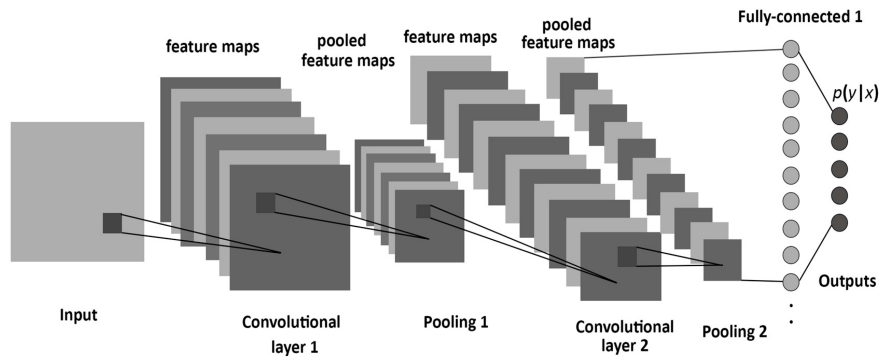 Fully-connected 1
feature maps
pooled
feature maps
feature maps
pooled
feature maps
p(y|x)
Input
Convolutional
layer 1
Pooling 1
Convolutional
layer 2
Pooling 2
Outputs